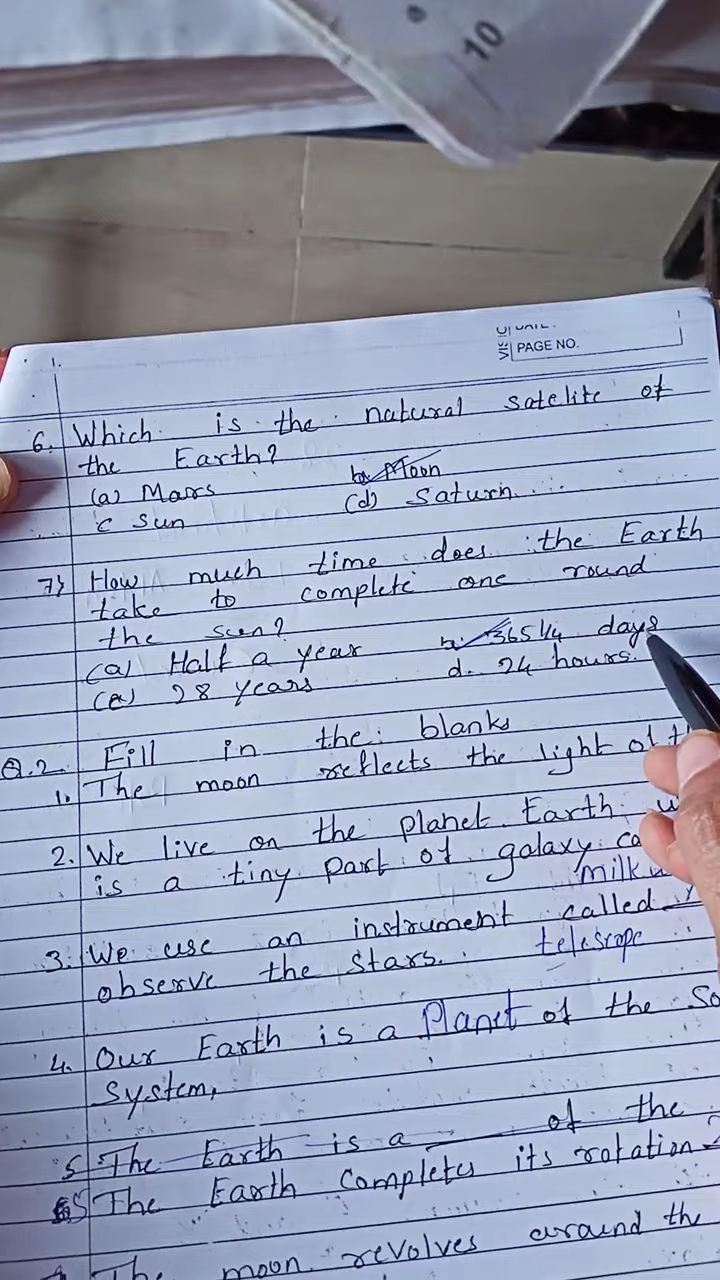 10
PAGE NO.
6. Which is the natural satelite of
the Earth?
(a) Mars b. Moon
c Sun (d) Saturn
7) How much time does the Earth
take to complete one round
the sun?
(a) Half a year b. 365 1/4 days
(c) 28 years d. 24 hours.
Q.2 Fill in the blanks
1. The moon reflects the light of
2. We live on the planet Earth
is a tiny part of galaxy
milk
3. We use an instrument called
observe the stars. telescope
4. Our Earth is a Planet of the So
System,
5 The Earth is a ___ of the
5 The Earth completes its rotation
The moon revolves around the